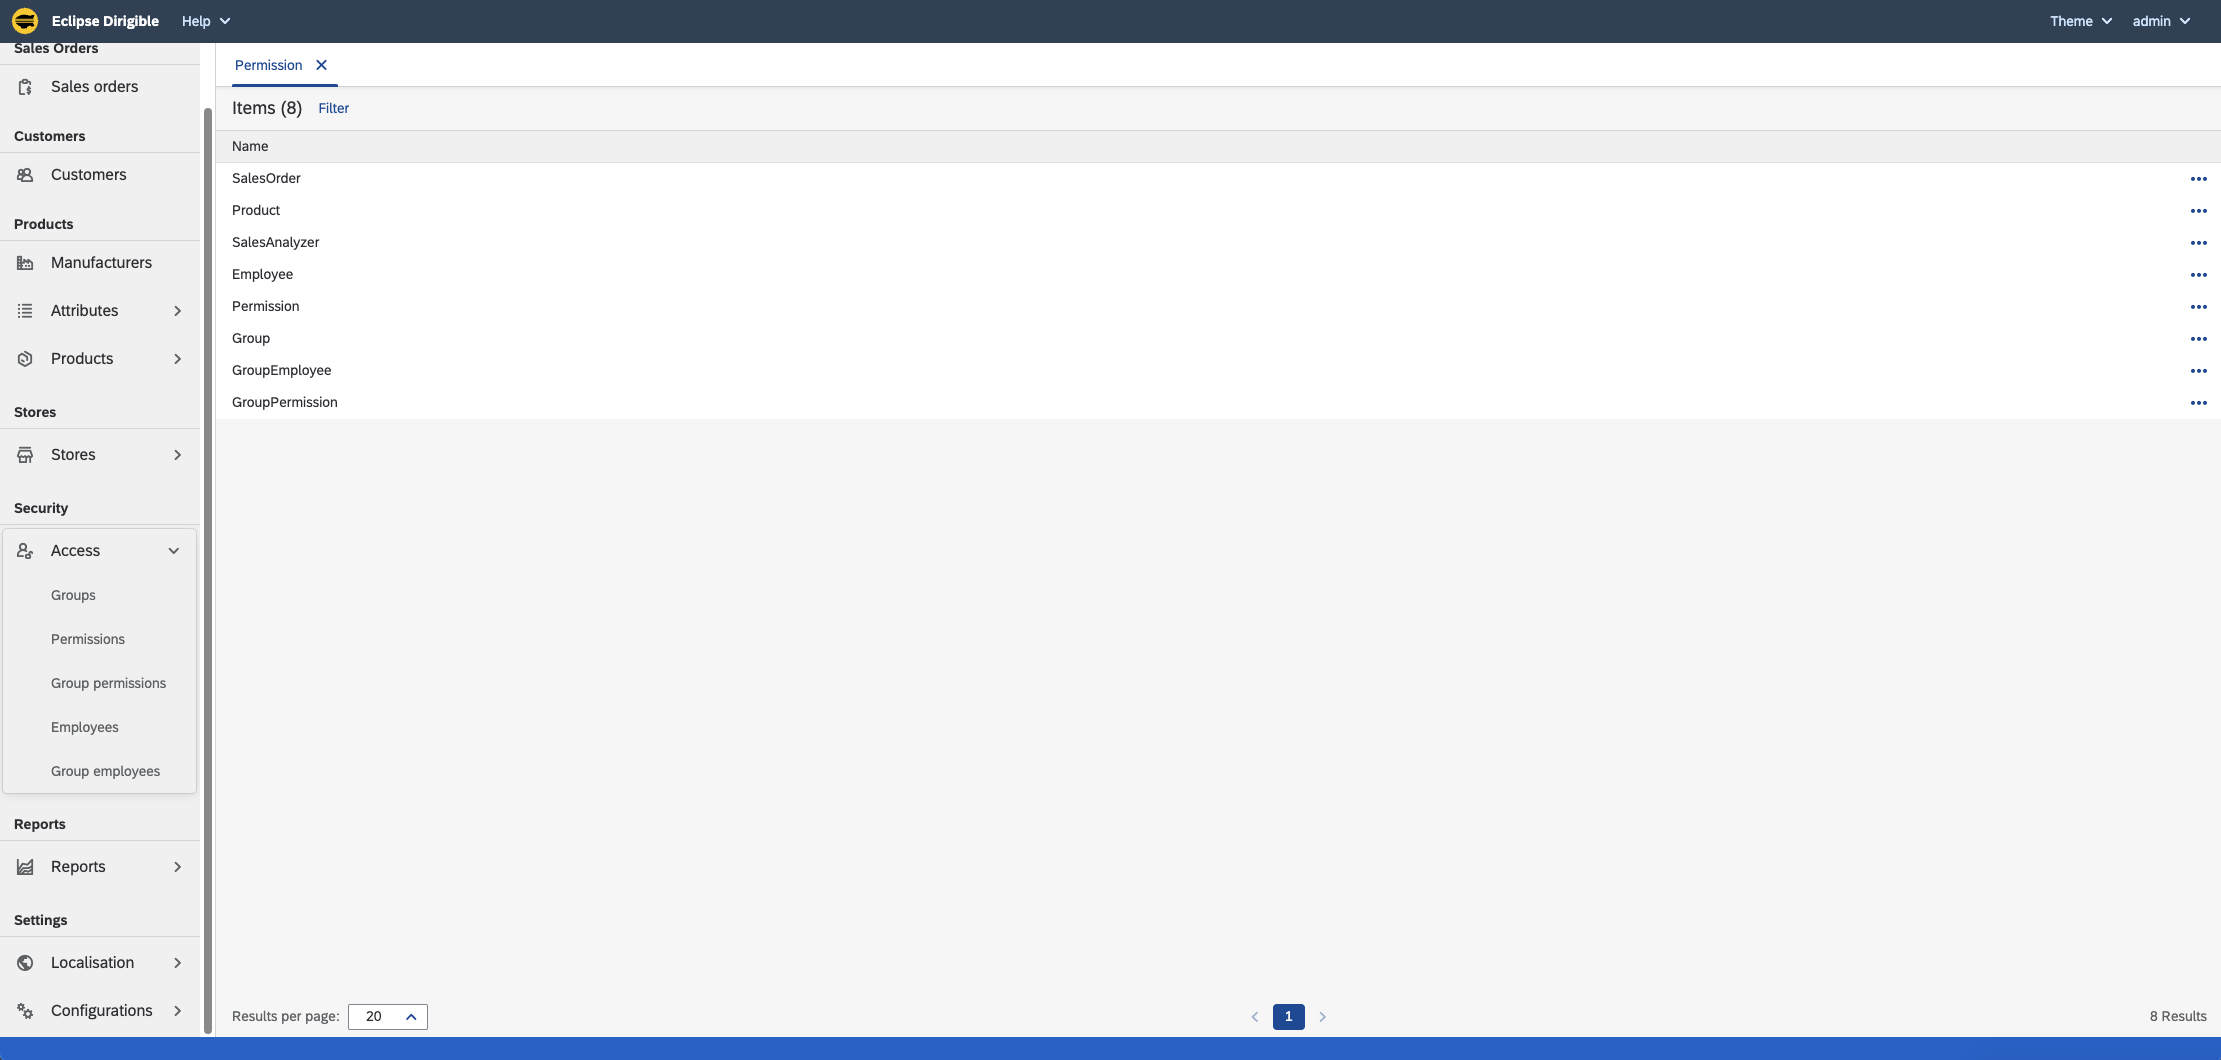 Eclipse Dirigible Help Theme admin
Sales Orders
Sales orders
Customers
Customers
Products
Manufacturers
Attributes
Products
Stores
Stores
Security
Access
Groups
Permissions
Group permissions
Employees
Group employees
Reports
Reports
Settings
Localisation
Configurations
Permission
Items (8) Filter
Name
SalesOrder
Product
SalesAnalyzer
Employee
Permission
Group
GroupEmployee
GroupPermission
Results per page: 20 1 8 Results